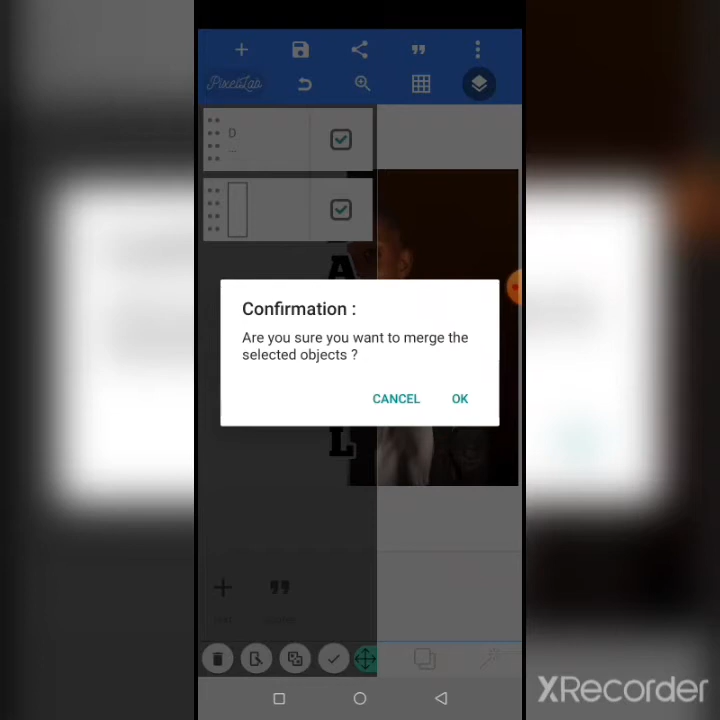 PixelLab
D
...
A
L
Confirmation :
Are you sure you want to merge the
selected objects ?
CANCEL
OK
XRecorder